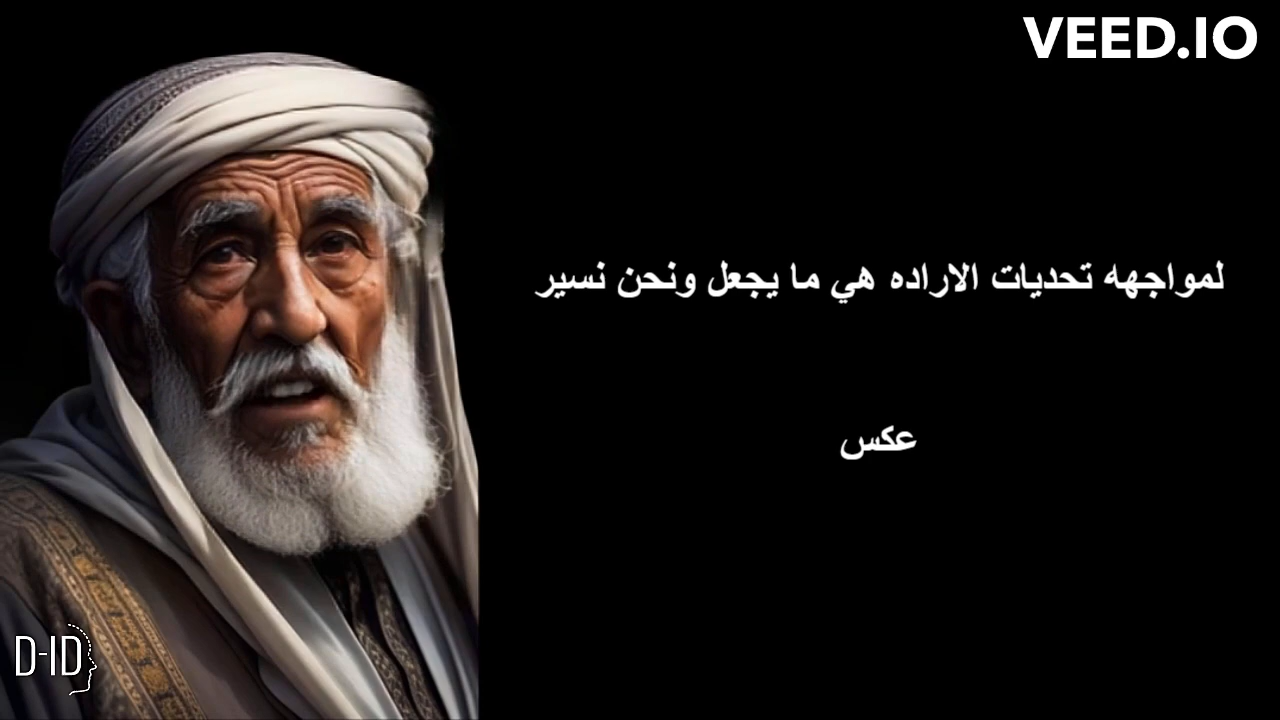 VEED.IO
لمواجهه تحديات الاراده هي ما يجعل ونحن نسير
عكس
D-ID